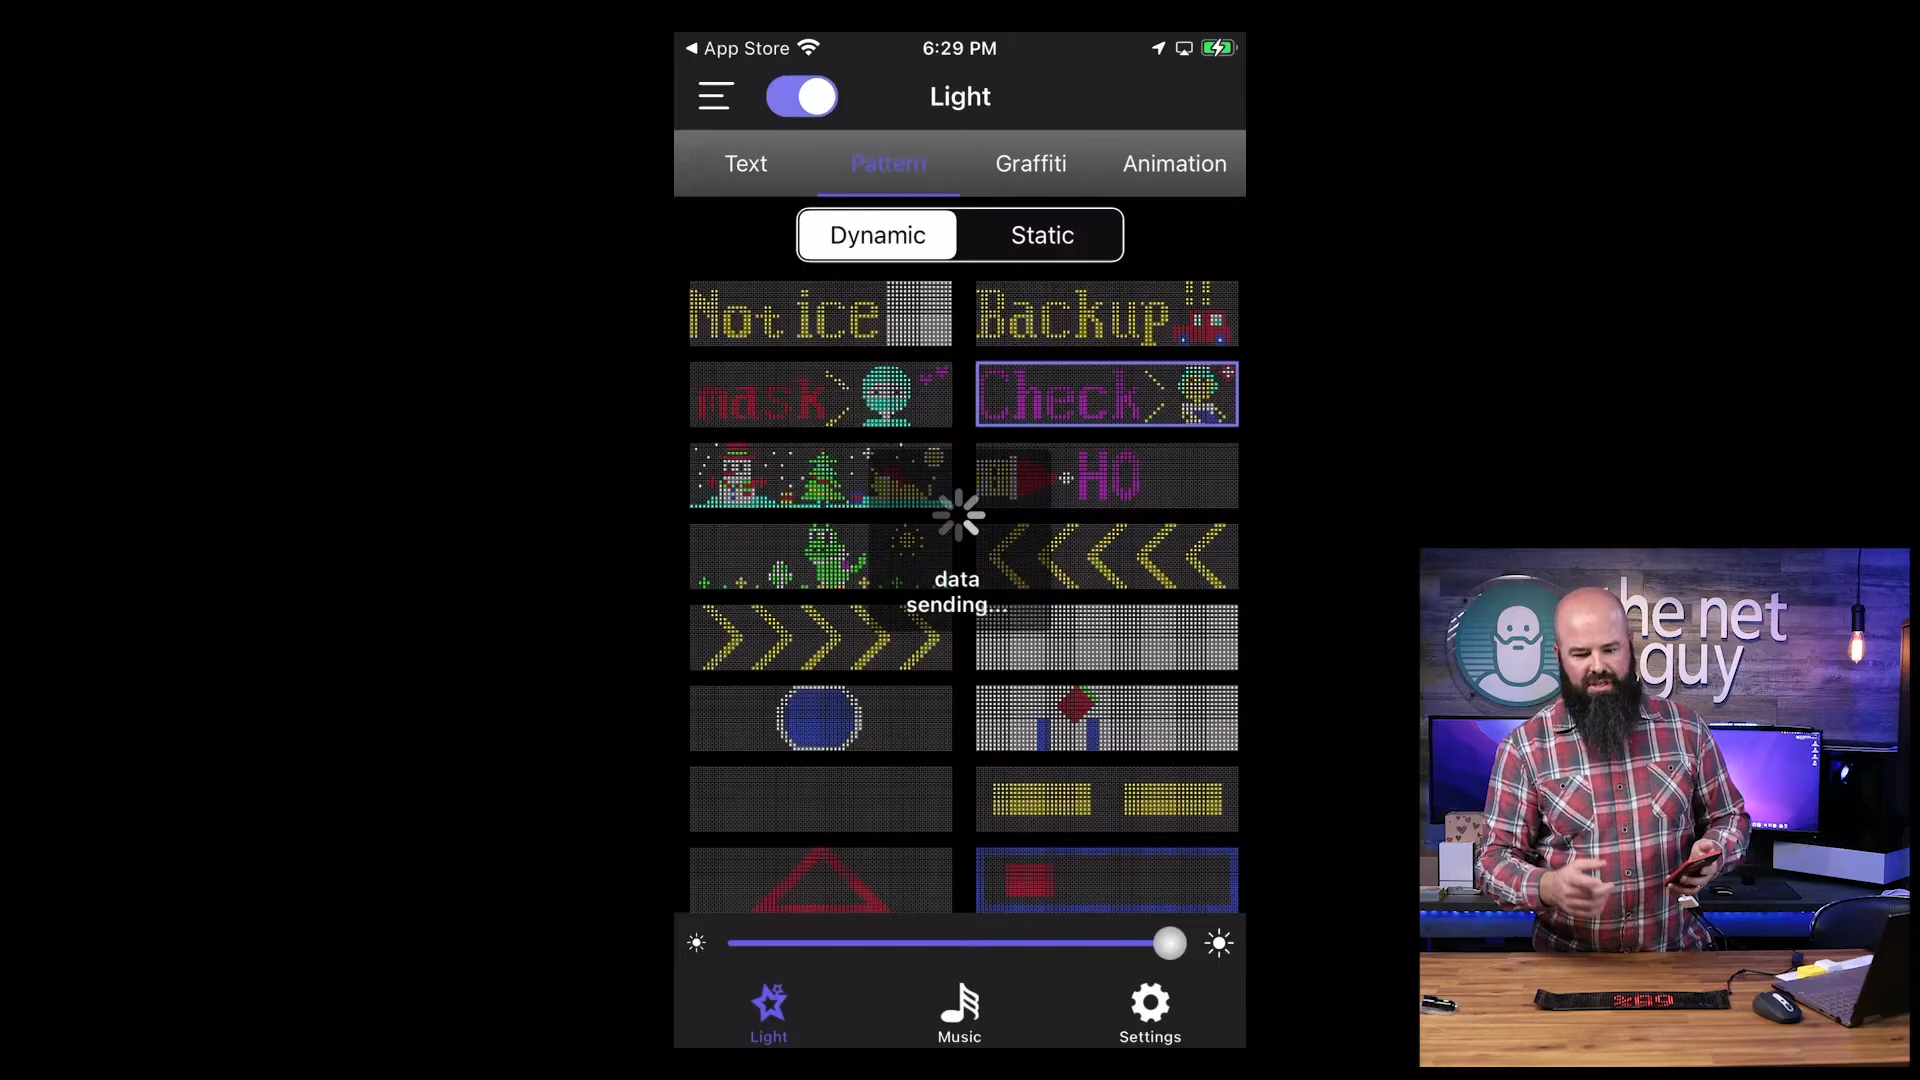 App Store
6:29 PM
Light
Text Pattern Graffiti Animation
Dynamic Static
Notice Backup
mask Check
HO
data
sending...
Light Music Settings
the net
guy